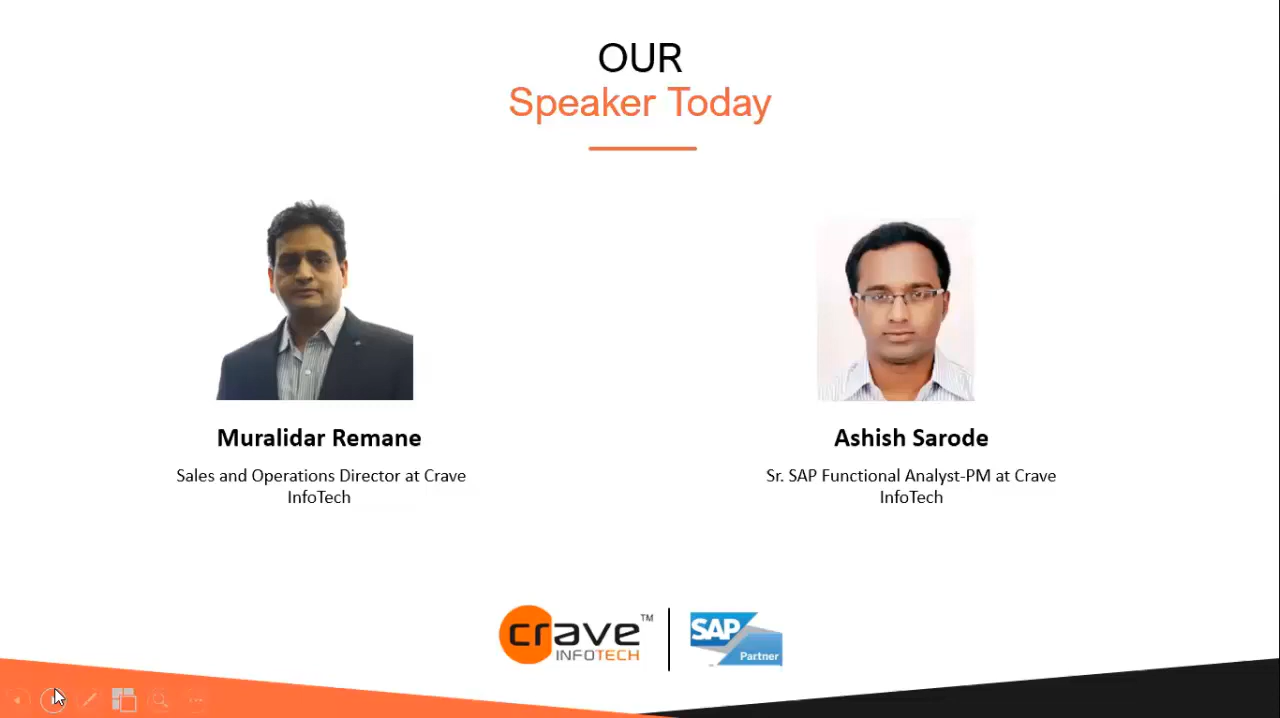 OUR
Speaker Today
Muralidar Remane
Sales and Operations Director at Crave
InfoTech
Ashish Sarode
Sr. SAP Functional Analyst-PM at Crave
InfoTech
crave TM
INFOTECH
SAP
Partner